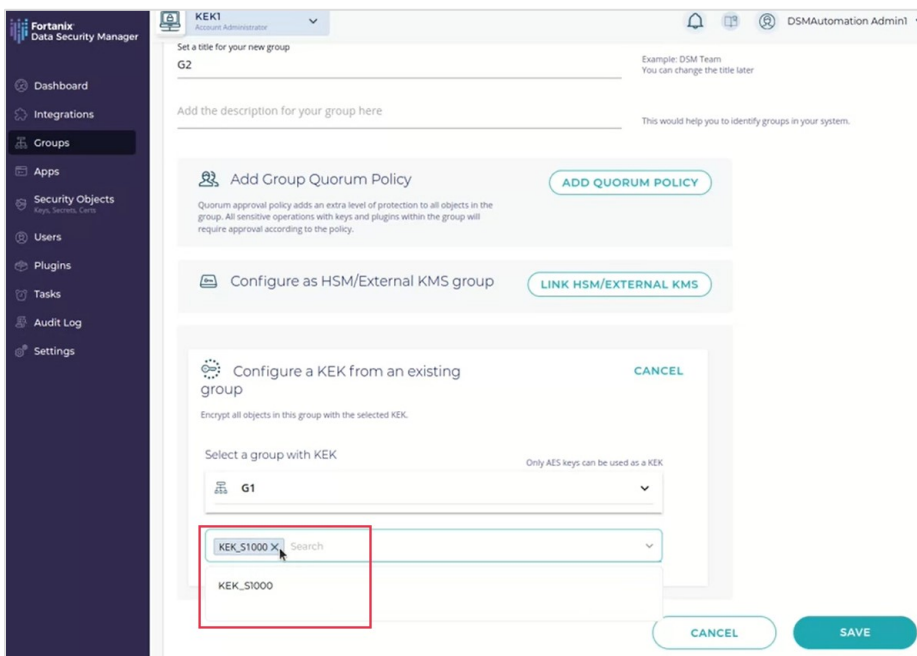 Fortanix®
Data Security Manager
KEK1
Account Administrator
DSMAutomation Admin1
Dashboard
Integrations
Groups
Apps
Security Objects
Keys, Secrets, Certs
Users
Plugins
Tasks
Audit Log
Settings
Set a title for your new group
G2
Example: DSM Team
You can change the title later
Add the description for your group here
This would help you to identify groups in your system.
Add Group Quorum Policy
ADD QUORUM POLICY
Quorum approval policy adds an extra level of protection to all objects in the
group. All sensitive operations with keys and plugins within the group will
require approval according to the policy.
Configure as HSM/External KMS group
LINK HSM/EXTERNAL KMS
Configure a KEK from an existing
group
CANCEL
Encrypt all objects in this group with the selected KEK.
Select a group with KEK
Only AES keys can be used as a KEK
G1
KEK_S1000 Search
KEK_S1000
CANCEL
SAVE